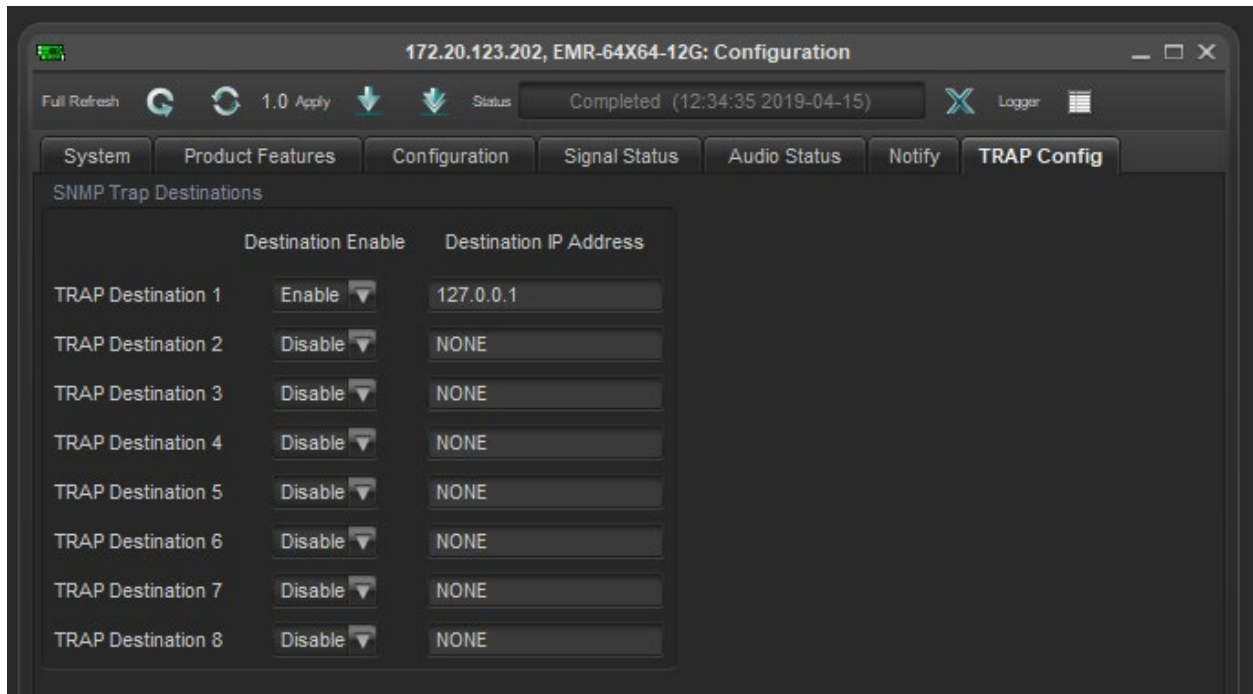 172.20.123.202, EMR-64X64-12G: Configuration
Full Refresh 1.0 Apply Status Completed (12:34:35 2019-04-15) Logger
System Product Features Configuration Signal Status Audio Status Notify TRAP Config
SNMP Trap Destinations
Destination Enable Destination IP Address
TRAP Destination 1 Enable 127.0.0.1
TRAP Destination 2 Disable NONE
TRAP Destination 3 Disable NONE
TRAP Destination 4 Disable NONE
TRAP Destination 5 Disable NONE
TRAP Destination 6 Disable NONE
TRAP Destination 7 Disable NONE
TRAP Destination 8 Disable NONE